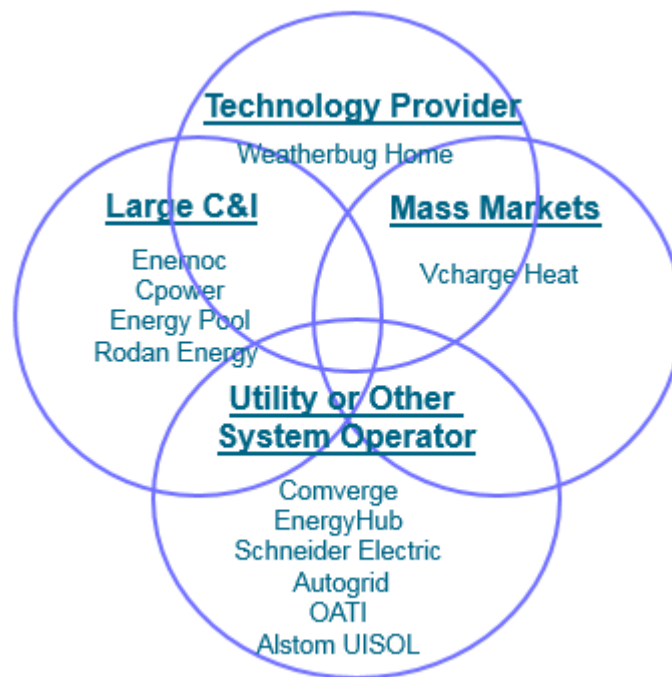 Technology Provider
Weatherbug Home
Large C&I
Enernoc
Cpower
Energy Pool
Rodan Energy
Mass Markets
Vcharge Heat
Utility or Other
System Operator
Comverge
EnergyHub
Schneider Electric
Autogrid
OATI
Alstom UISOL